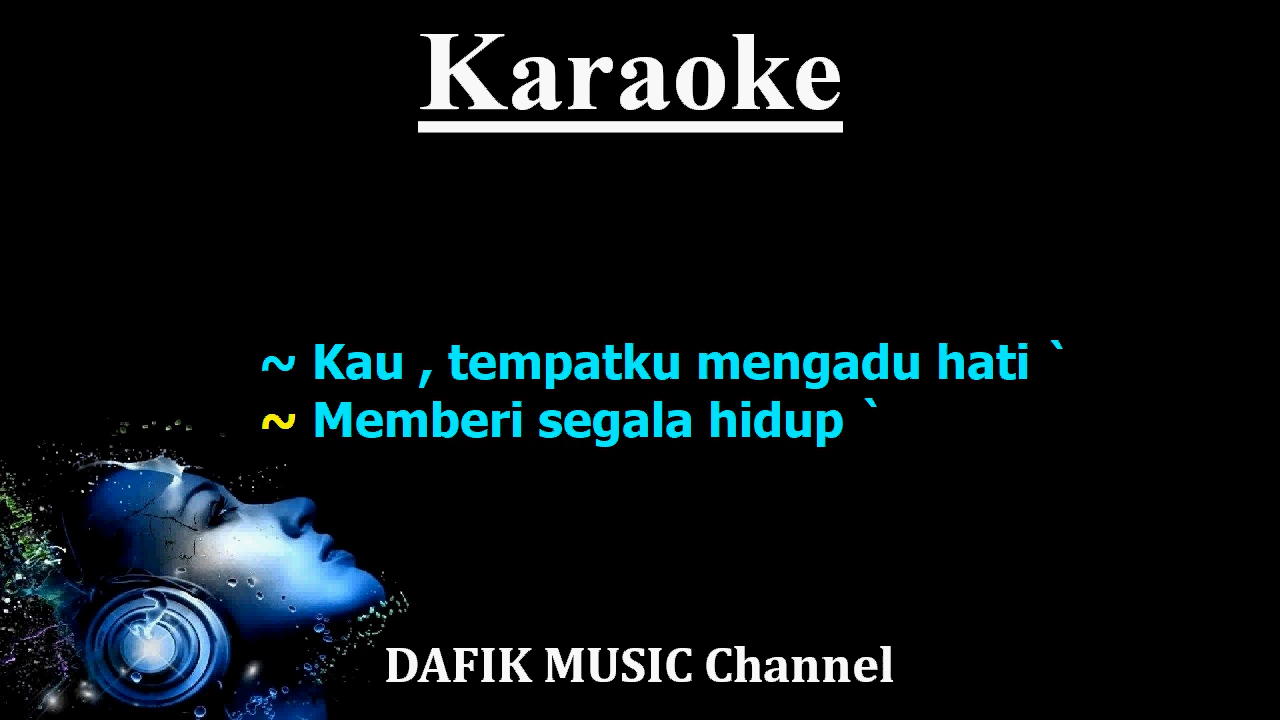 Karaoke
~ Kau , tempatku mengadu hati `
~ Memberi segala hidup `
DAFIK MUSIC Channel